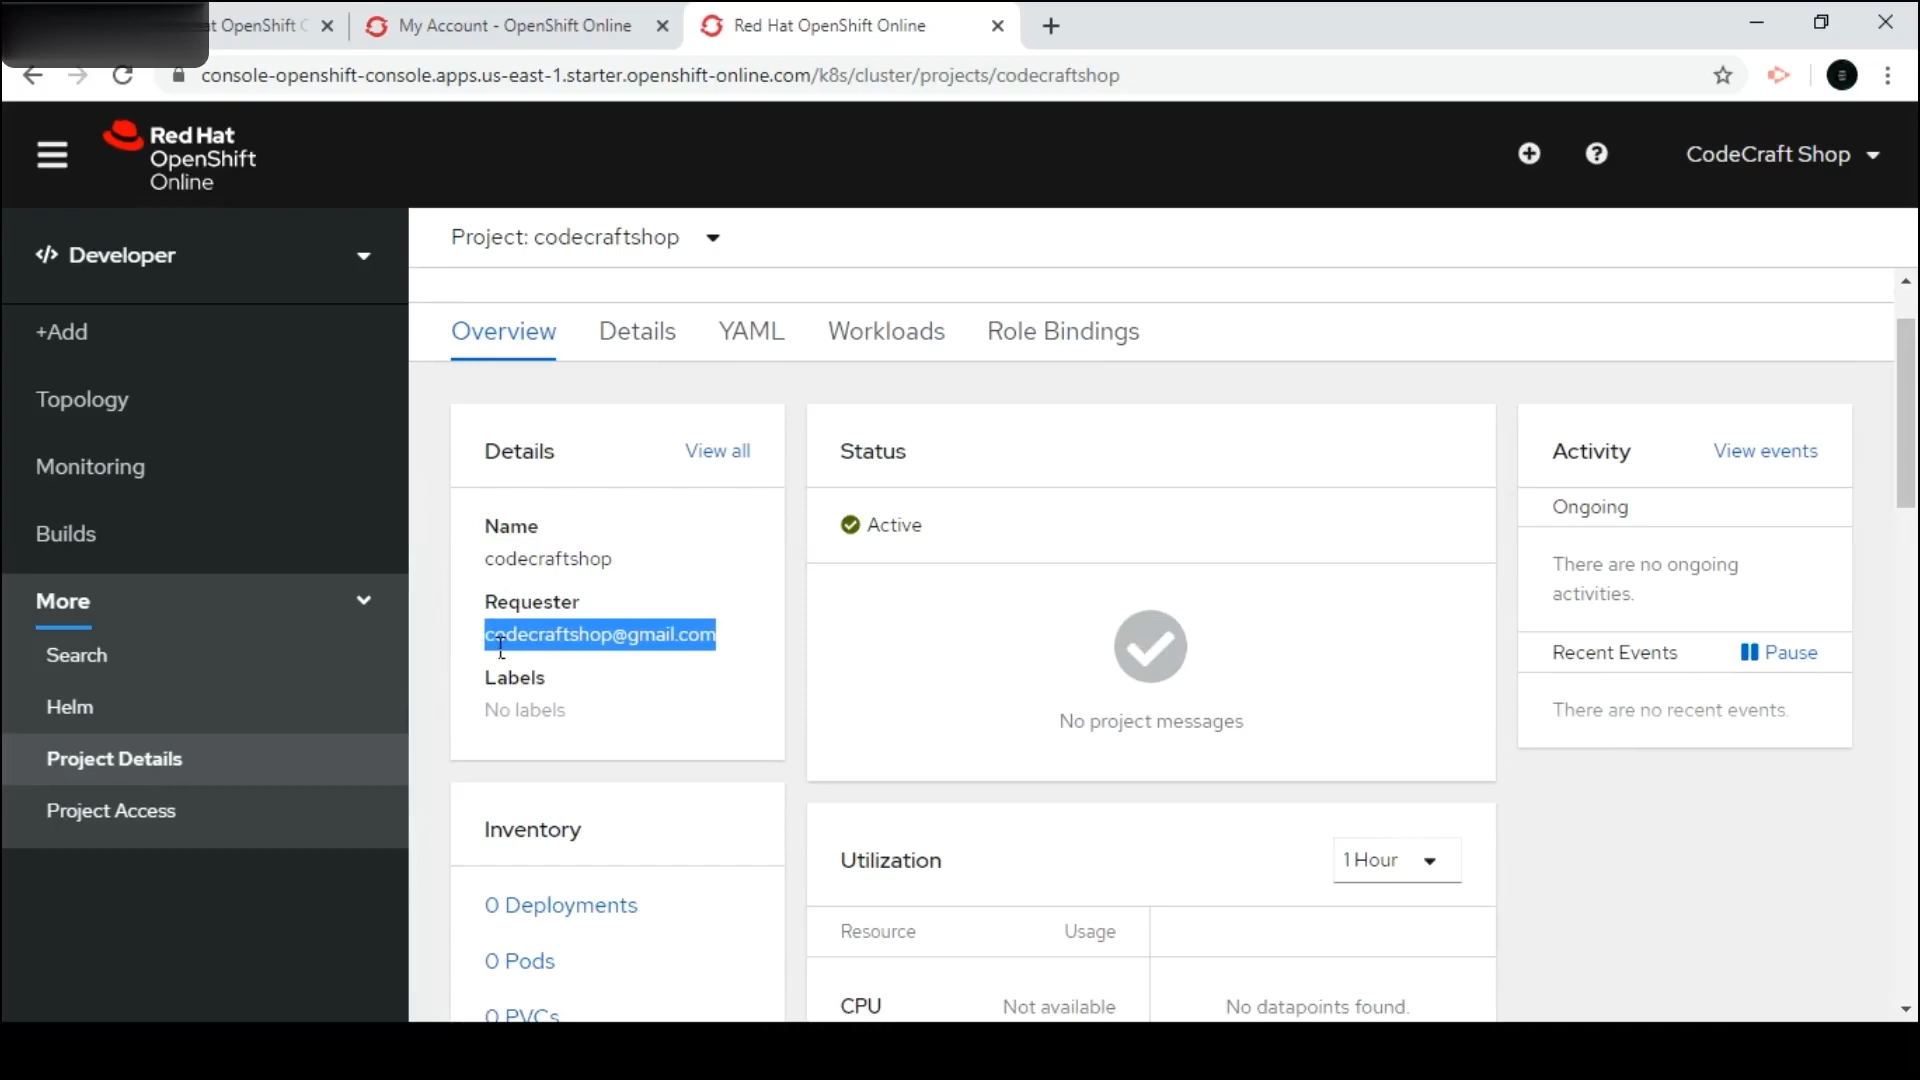 at OpenShift C
My Account - OpenShift Online
Red Hat OpenShift Online
console-openshift-console.apps.us-east-1.starter.openshift-online.com/k8s/cluster/projects/codecraftshop
Red Hat
OpenShift
Online
CodeCraft Shop
Developer
+Add
Topology
Monitoring
Builds
More
Search
Helm
Project Details
Project Access
Project: codecraftshop
Overview
Details
YAML
Workloads
Role Bindings
Details
View all
Name
codecraftshop
Requester
codecraftshop@gmail.com
Labels
No labels
Inventory
0 Deployments
0 Pods
0 PVCs
Status
Active
No project messages
Utilization
1 Hour
Resource
Usage
CPU
Not available
No datapoints found.
Activity
View events
Ongoing
There are no ongoing
activities.
Recent Events
Pause
There are no recent events.